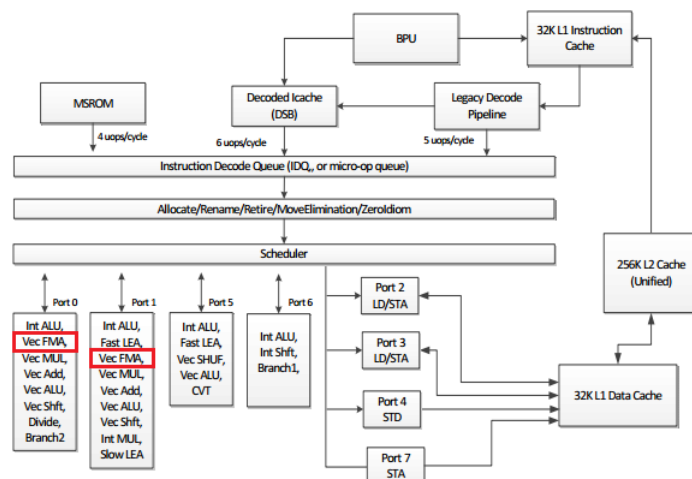 BPU
32K L1 Instruction
Cache
MSROM
Decoded Icache
(DSB)
Legacy Decode
Pipeline
4 uops/cycle
6 uops/cycle
5 uops/cycle
Instruction Decode Queue (IDQ,, or micro-op queue)
Allocate/Rename/Retire/MoveElimination/ZeroIdiom
Scheduler
256K L2 Cache
(Unified)
Port 0
Port 1
Port 5
Port 6
Int ALU,
Vec FMA,
Vec MUL,
Vec Add,
Vec ALU,
Vec Shft,
Divide,
Branch2
Int ALU,
Fast LEA,
Vec FMA,
Vec MUL,
Vec Add,
Vec ALU,
Vec Shft,
Int MUL,
Slow LEA
Int ALU,
Fast LEA,
Vec SHUF,
Vec ALU,
CVT
Int ALU,
Int Shft,
Branch1,
Port 2
LD/STA
Port 3
LD/STA
Port 4
STD
Port 7
STA
32K L1 Data Cache